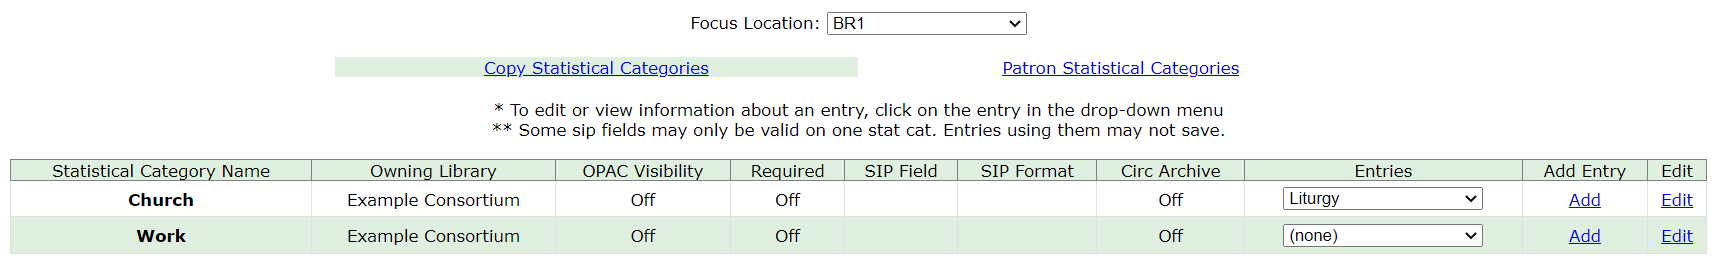 Focus Location: BR1
Copy Statistical Categories Patron Statistical Categories
* To edit or view information about an entry, click on the entry in the drop-down menu
** Some sip fields may only be valid on one stat cat. Entries using them may not save.
Statistical Category Name Owning Library OPAC Visibility Required SIP Field SIP Format Circ Archive Entries Add Entry Edit
Church Example Consortium Off Off Off Liturgy Add Edit
Work Example Consortium Off Off Off (none) Add Edit